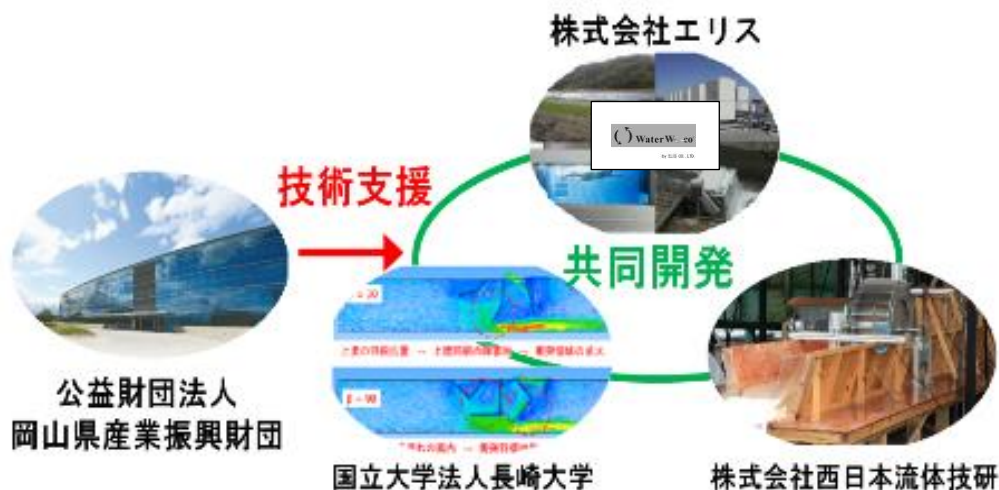 株式会社エリス
技術支援
共同開発
公益財団法人
岡山県産業振興財団
国立大学法人長崎大学
株式会社西日本流体技研